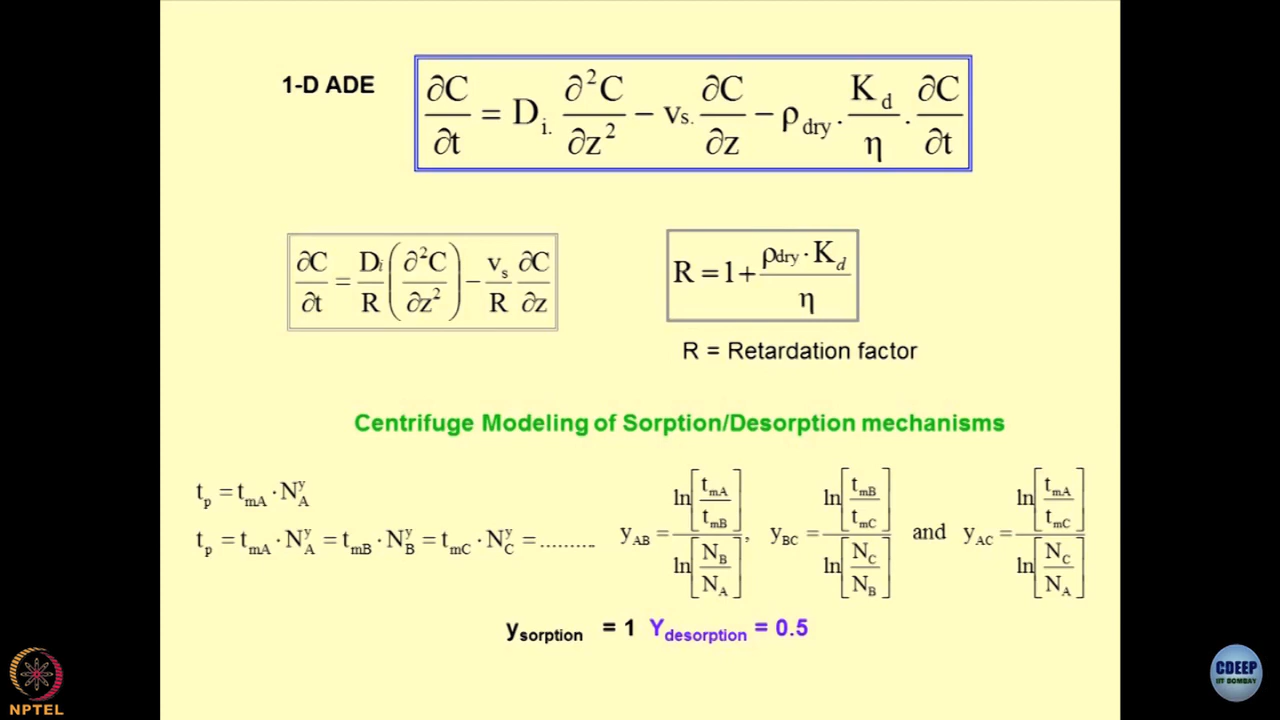 1-D ADE
∂C/∂t = D_i. ∂²C/∂z² − v_s. ∂C/∂z − ρ_dry . K_d/η . ∂C/∂t
∂C/∂t = D_i/R (∂²C/∂z²) − v_s/R ∂C/∂z
R = 1 + ρ_dry · K_d / η
R = Retardation factor
Centrifuge Modeling of Sorption/Desorption mechanisms
t_p = t_mA · N_A^y
t_p = t_mA · N_A^y = t_mB · N_B^y = t_mC · N_C^y = .........
y_AB = ln[t_mA/t_mB] / ln[N_B/N_A], y_BC = ln[t_mB/t_mC] / ln[N_C/N_B] and y_AC = ln[t_mA/t_mC] / ln[N_C/N_A]
y_sorption = 1 Y_desorption = 0.5
NPTEL
CDEEP
IIT BOMBAY